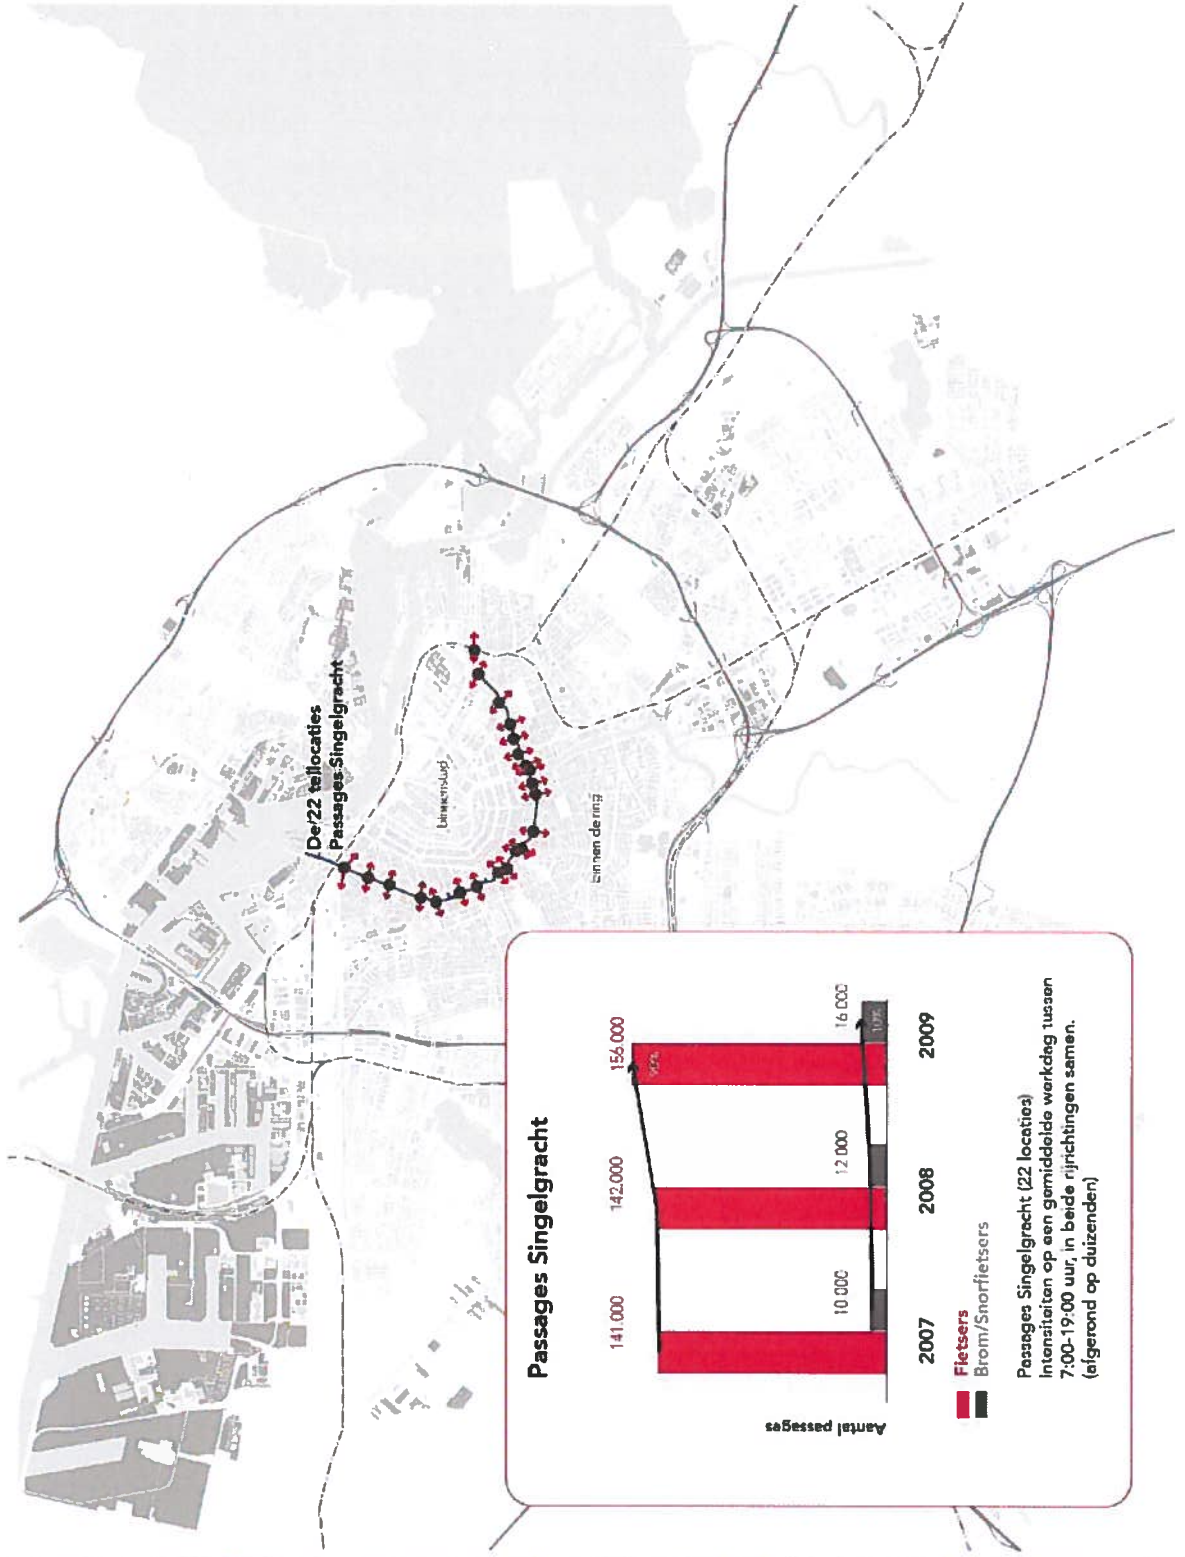 De 22 tellocaties
Passages Singelgracht
binnenstad
binnen de ring
Passages Singelgracht
141.000
142.000
156.000
90%
10 000
12 000
16 000
10%
Aantal passages
2007
2008
2009
Fietsers
Brom/Snorfietsers
Passages Singelgracht (22 locaties)
Intensiteiten op een gemiddelde werkdag tussen
7:00-19:00 uur, in beide rijrichtingen samen.
(afgerond op duizenden)